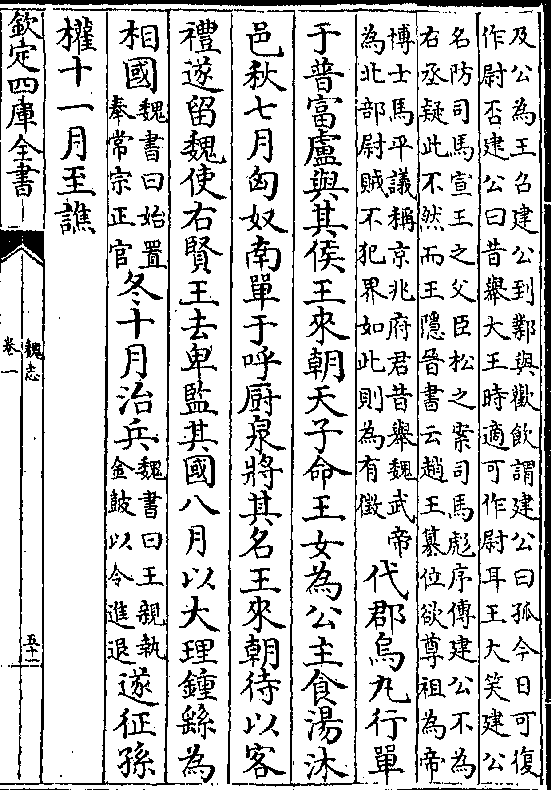 及公為王召建公到鄴與歡飲謂建公曰孤今日可復
作尉否建公曰昔舉大王時適可作尉耳王大笑建公
名防司馬宣王之父臣松之案司馬彪序傳建公不為
右丞疑此不然而王隱晉書云趙王篡位欲尊祖為帝
博士馬平議稱京兆府君昔舉魏武帝
為北部尉賊不犯界如此則為有徵
代郡烏丸行單
于普富盧與其侯王來朝天子命王女為公主食湯沐
邑秋七月匈奴南單于呼廚泉將其名王來朝待以客
禮遂留魏使右賢王去卑監其國八月以大理鐘繇為
相國
魏書曰始置
奉常宗正官
冬十月治兵
魏書曰王親執
金鼓以令進退
遂征孫
權十一月至譙
欽定四庫全書
魏志
卷一